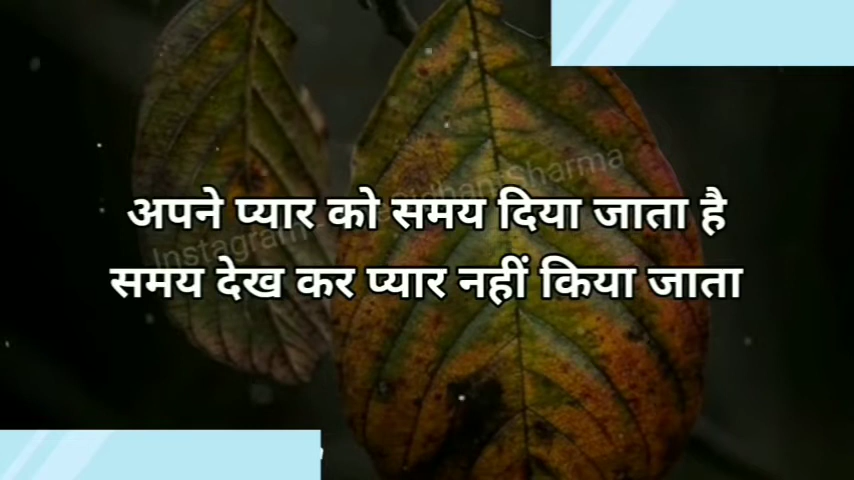 अपने प्यार को समय दिया जाता है
समय देख कर प्यार नहीं किया जाता
Instagram
Sharma